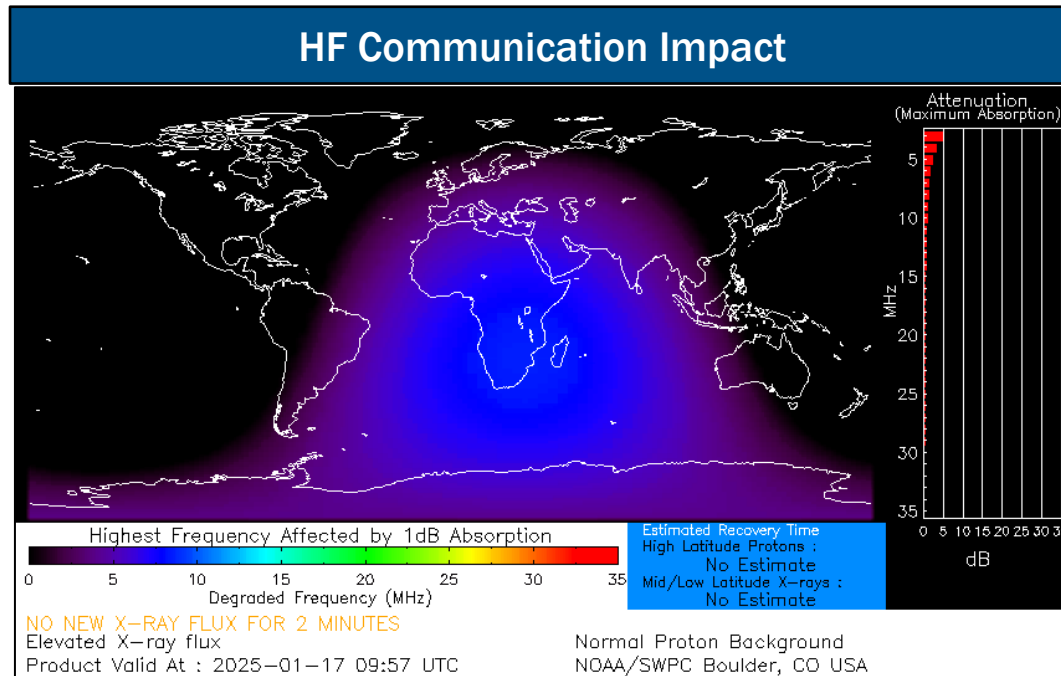 HF Communication Impact
Attenuation
(Maximum Absorption)
5
10
15
20
25
30
35
MHz
0 5 10 15 20 25 30 3
dB
Highest Frequency Affected by 1dB Absorption
0 5 10 15 20 25 30 35
Degraded Frequency (MHz)
Estimated Recovery Time
High Latitude Protons :
No Estimate
Mid/Low Latitude X-rays :
No Estimate
NO NEW X-RAY FLUX FOR 2 MINUTES
Elevated X-ray flux
Normal Proton Background
Product Valid At : 2025-01-17 09:57 UTC
NOAA/SWPC Boulder, CO USA